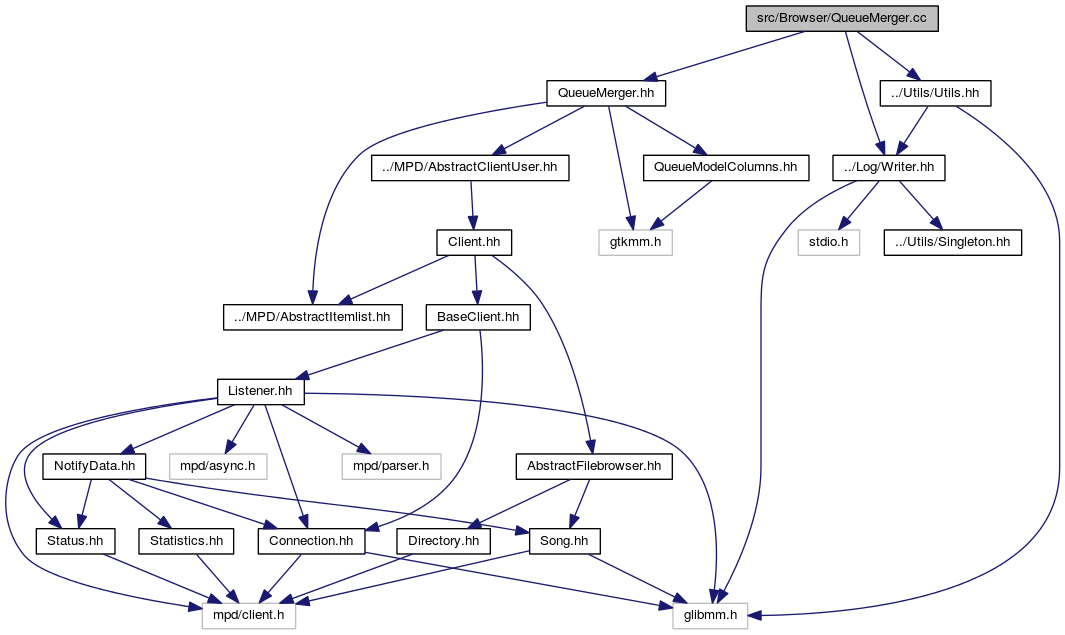 src/Browser/QueueMerger.cc
QueueMerger.hh
../Utils/Utils.hh
../MPD/AbstractClientUser.hh
QueueModelColumns.hh
../Log/Writer.hh
Client.hh
gtkmm.h
stdio.h
../Utils/Singleton.hh
../MPD/AbstractItemlist.hh
BaseClient.hh
Listener.hh
NotifyData.hh
mpd/async.h
mpd/parser.h
AbstractFilebrowser.hh
Status.hh
Statistics.hh
Connection.hh
Directory.hh
Song.hh
mpd/client.h
glibmm.h